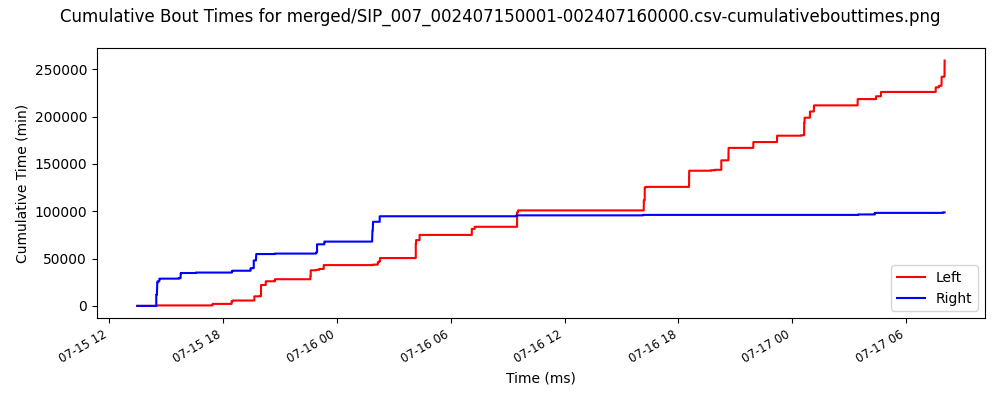 Cumulative Bout Times for merged/SIP_007_002407150001-002407160000.csv-cumulativebouttimes.png
250000
200000
150000
100000
50000
0
Cumulative Time (min)
Left
Right
07-15 12
07-15 18
07-16 00
07-16 06
07-16 12
07-16 18
07-17 00
07-17 06
Time (ms)